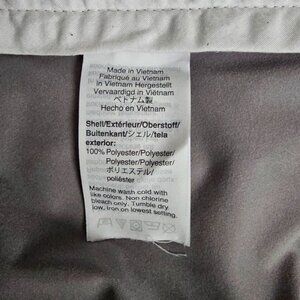 Made in Vietnam
Fabriqué au Vietnam
In Vietnam Hergestellt
Vervaardigd in Viëtnam
ベトナム製
Hecho en Vietnam
Shell/Extérieur/Oberstoff/
Buitenkant/シェル/tela
exterior:
100% Polyester/Polyester/
Polyester/Polyester/
ポリエステル/
poliéster
Machine wash cold with
like colors. Non chlorine
bleach only. Tumble dry
low. Iron on lowest setting.